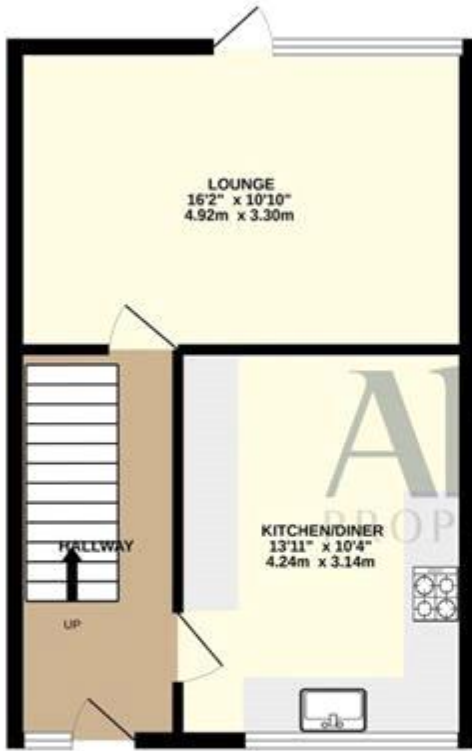 LOUNGE
16'2" x 10'10"
4.92m x 3.30m
HALLWAY
UP
KITCHEN/DINER
13'11" x 10'4"
4.24m x 3.14m